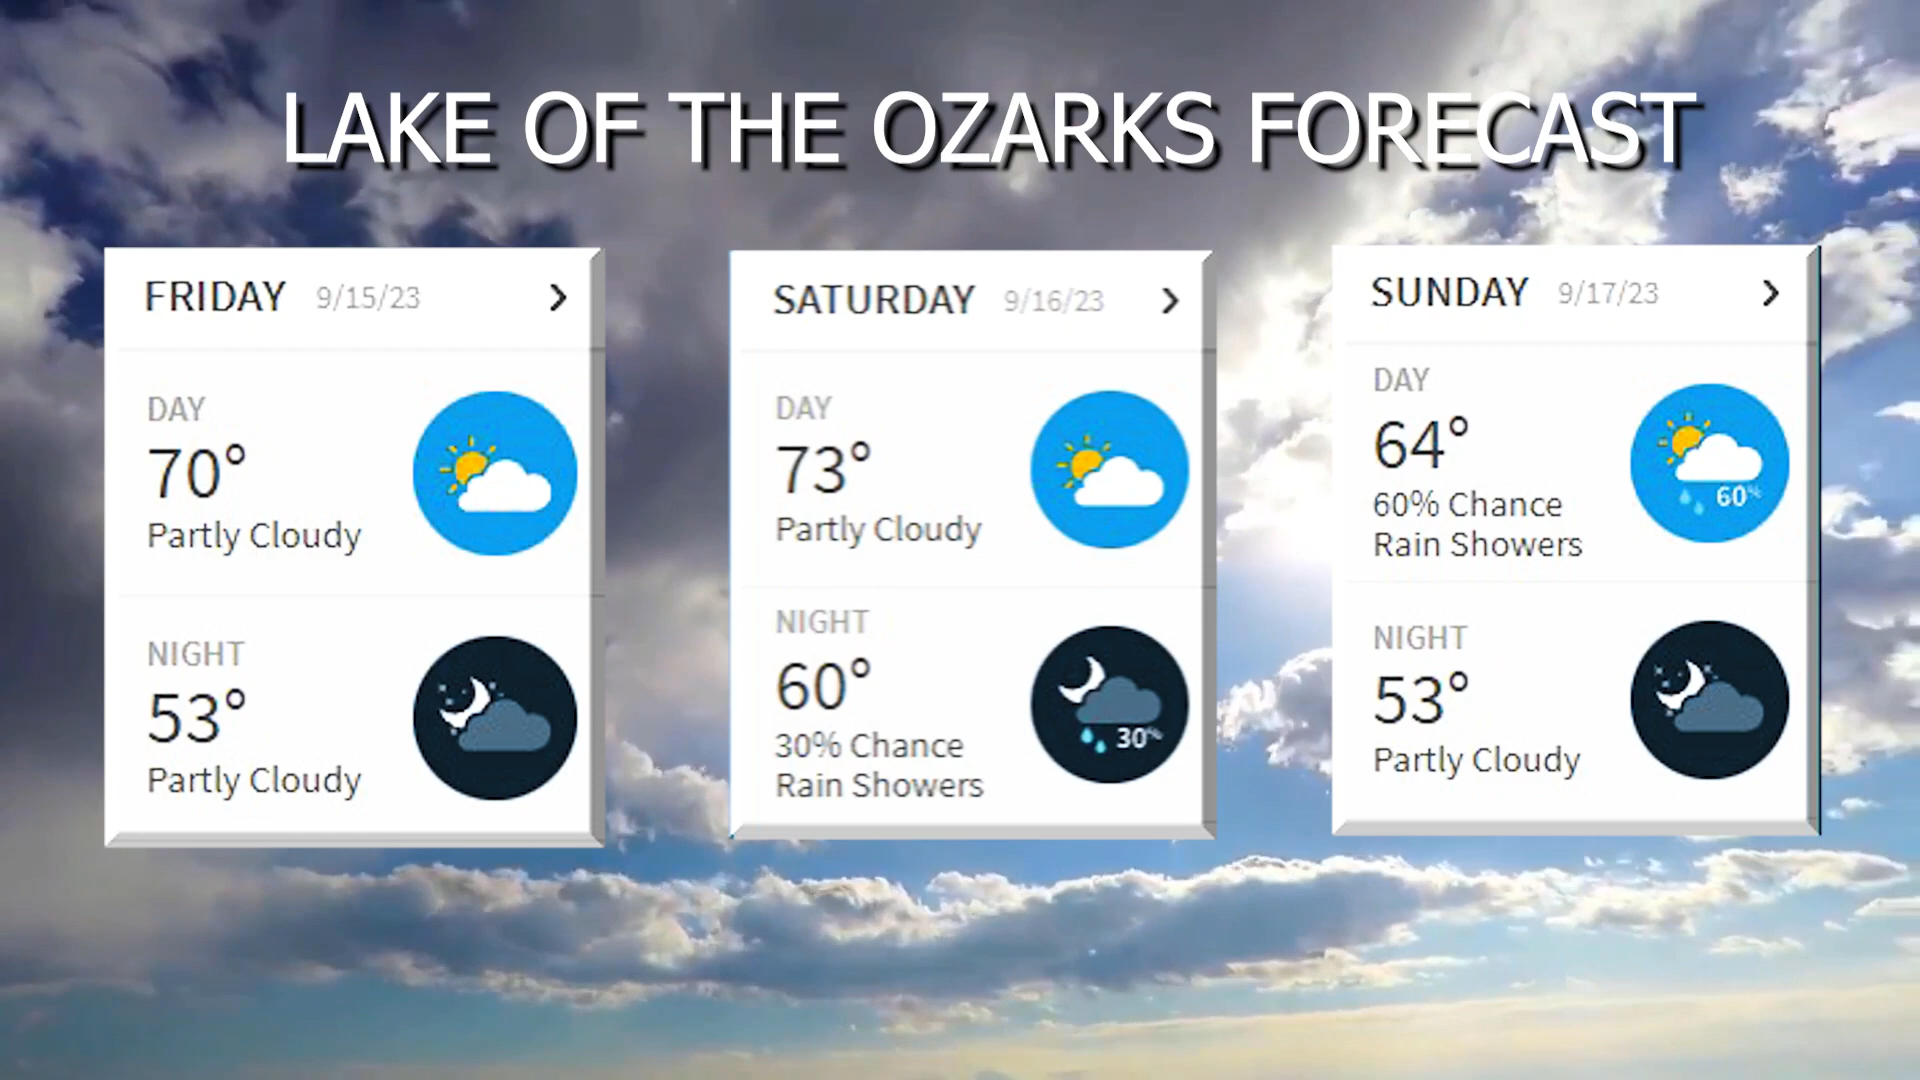 LAKE OF THE OZARKS FORECAST
FRIDAY 9/15/23
DAY
70°
Partly Cloudy
NIGHT
53°
Partly Cloudy
SATURDAY 9/16/23
DAY
73°
Partly Cloudy
NIGHT
60°
30% Chance
Rain Showers
30%
SUNDAY 9/17/23
DAY
64°
60% Chance
Rain Showers
60%
NIGHT
53°
Partly Cloudy